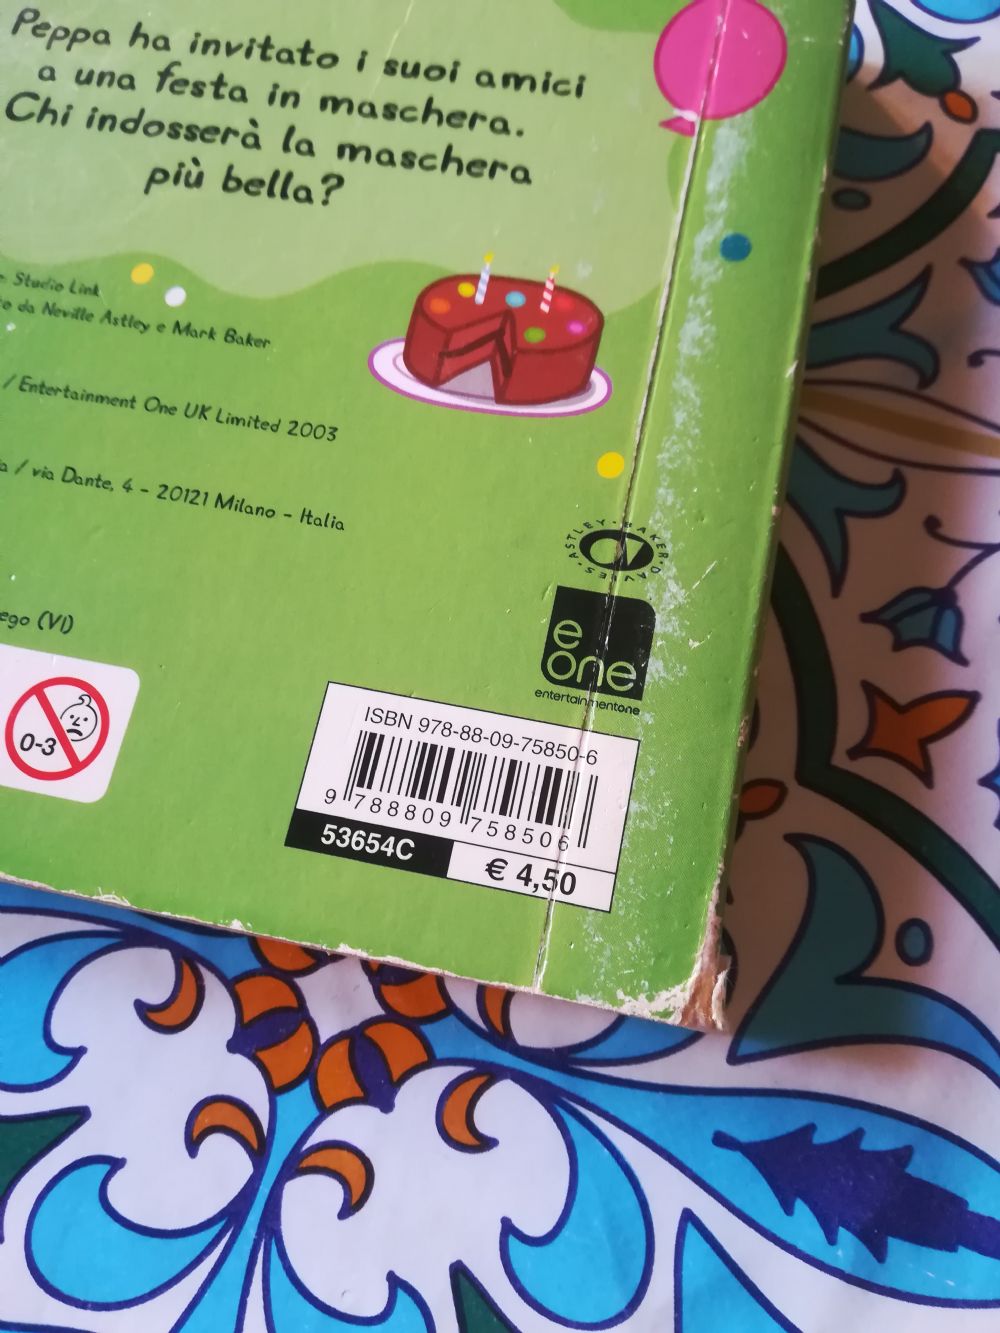 Peppa ha invitato i suoi amici
a una festa in maschera.
Chi indosserà la maschera
più bella?
Studio Link
da Neville Astley e Mark Baker
/ Entertainment One UK Limited 2003
/ via Dante, 4 - 20121 Milano - Italia
ego (VI)
0-3
ASTLEY · BAKER · DAVIES ·
e
one
entertainmentone
ISBN 978-88-09-75850-6
9 788809 758506
53654C
€ 4,50